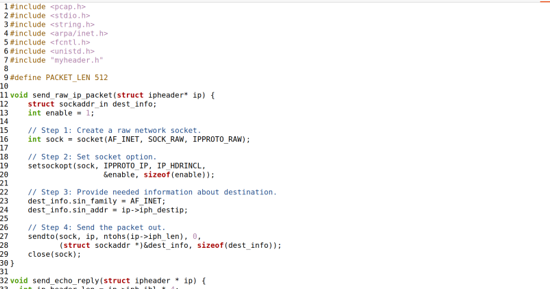 1 #include <pcap.h>
2 #include <stdio.h>
3 #include <string.h>
4 #include <arpa/inet.h>
5 #include <fcntl.h>
6 #include <unistd.h>
7 #include "myheader.h"
8
9 #define PACKET_LEN 512
10
11 void send_raw_ip_packet(struct ipheader* ip) {
12     struct sockaddr_in dest_info;
13     int enable = 1;
14
15     // Step 1: Create a raw network socket.
16     int sock = socket(AF_INET, SOCK_RAW, IPPROTO_RAW);
17
18     // Step 2: Set socket option.
19     setsockopt(sock, IPPROTO_IP, IP_HDRINCL,
20                      &enable, sizeof(enable));
21
22     // Step 3: Provide needed information about destination.
23     dest_info.sin_family = AF_INET;
24     dest_info.sin_addr = ip->iph_destip;
25
26     // Step 4: Send the packet out.
27     sendto(sock, ip, ntohs(ip->iph_len), 0,
28            (struct sockaddr *)&dest_info, sizeof(dest_info));
29     close(sock);
30 }
31
32 void send_echo_reply(struct ipheader * ip) {